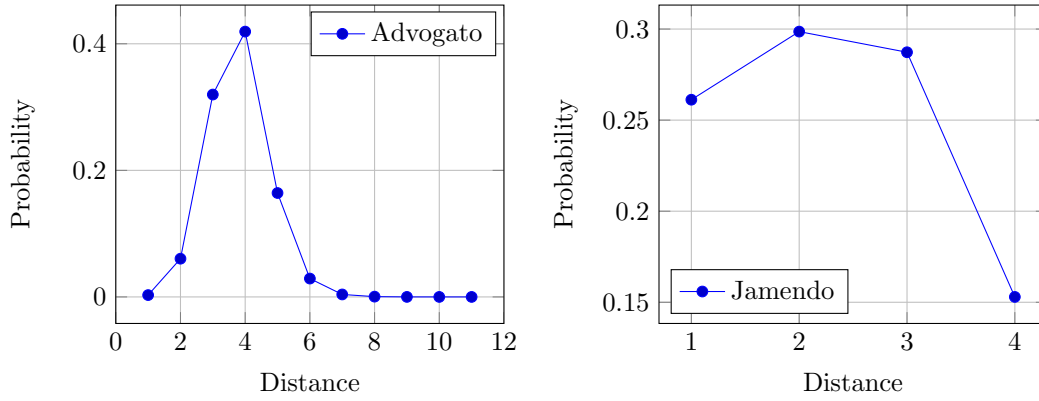 Advogato
0.4
0.2
0
0 2 4 6 8 10 12
Distance
Probability
0.3
0.25
0.2
0.15
Jamendo
1 2 3 4
Distance
Probability